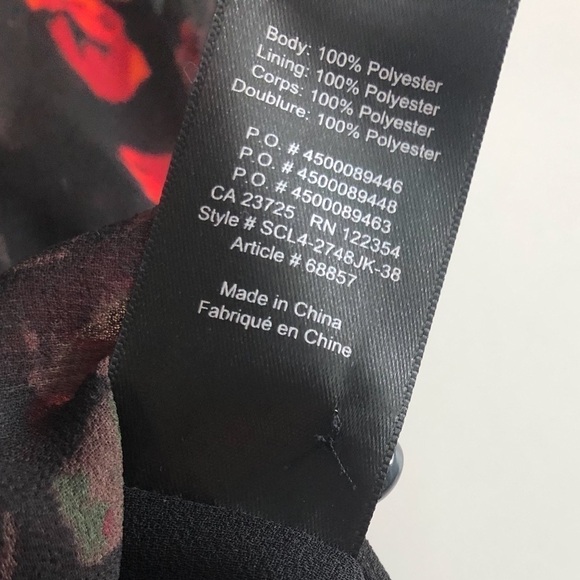 Body: 100% Polyester
Lining: 100% Polyester
Corps: 100% Polyester
Doublure: 100% Polyester
P.O. # 4500089446
P.O. # 4500089448
P.O. # 4500089463
CA 23725 RN 122354
Style # SCL4-2748JK-38
Article # 68857
Made in China
Fabriqué en Chine